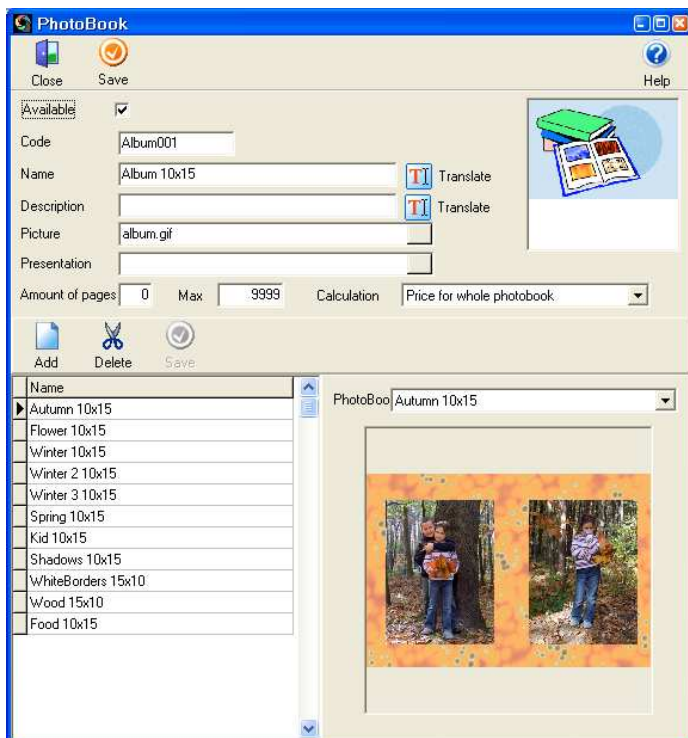 PhotoBook
Close Save Help
Available
Code Album001
Name Album 10x15 Translate
Description Translate
Picture album.gif
Presentation
Amount of pages 0 Max 9999 Calculation Price for whole photobook
Add Delete Save
Name
PhotoBoo Autumn 10x15
Autumn 10x15
Flower 10x15
Winter 10x15
Winter 2 10x15
Winter 3 10x15
Spring 10x15
Kid 10x15
Shadows 10x15
WhiteBorders 15x10
Wood 15x10
Food 10x15